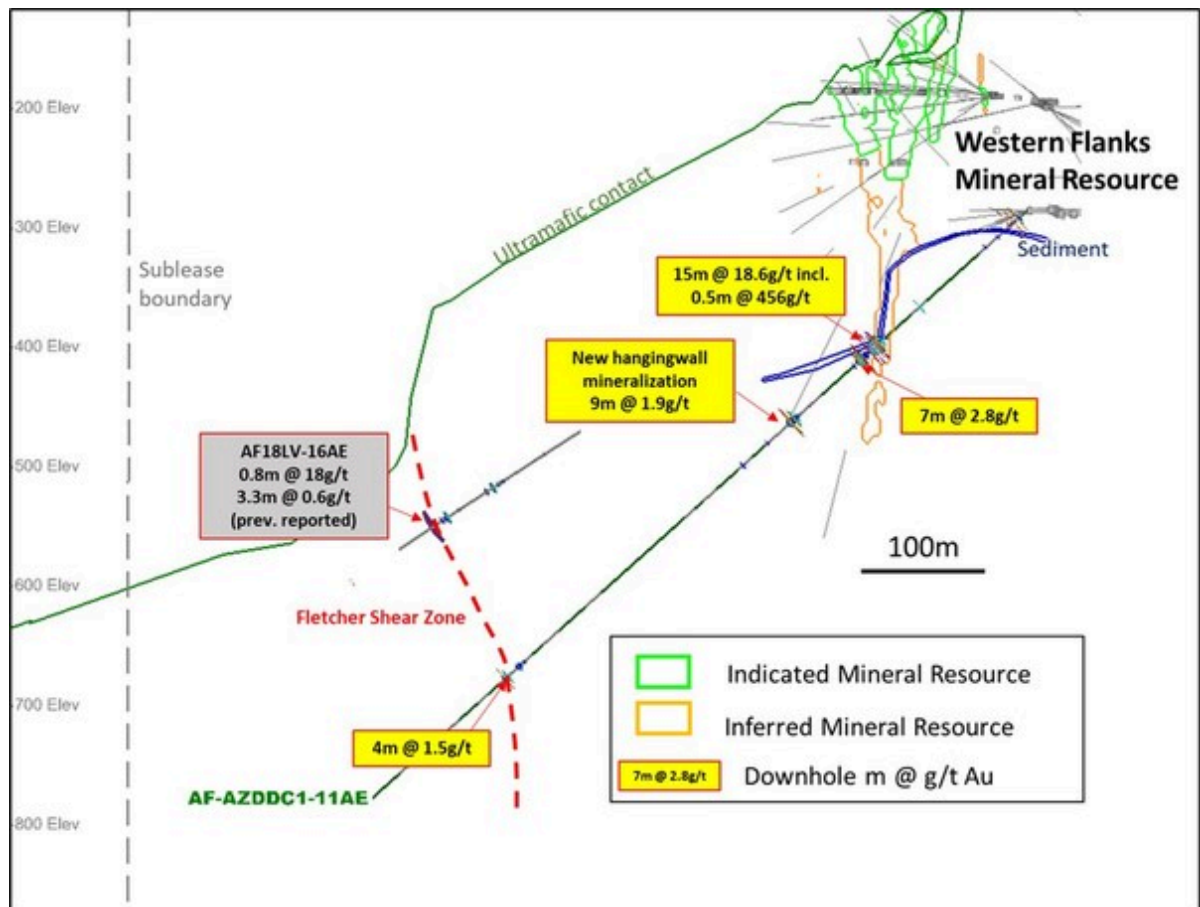 -200 Elev
Western Flanks
Mineral Resource
Ultramafic contact
-300 Elev
Sediment
Sublease
boundary
15m @ 18.6g/t incl.
0.5m @ 456g/t
-400 Elev
New hangingwall
mineralization
9m @ 1.9g/t
7m @ 2.8g/t
AF18LV-16AE
0.8m @ 18g/t
3.3m @ 0.6g/t
(prev. reported)
-500 Elev
100m
-600 Elev
Fletcher Shear Zone
Indicated Mineral Resource
-700 Elev
Inferred Mineral Resource
4m @ 1.5g/t
7m @ 2.8g/t
Downhole m @ g/t Au
AF-AZDDC1-11AE
-800 Elev